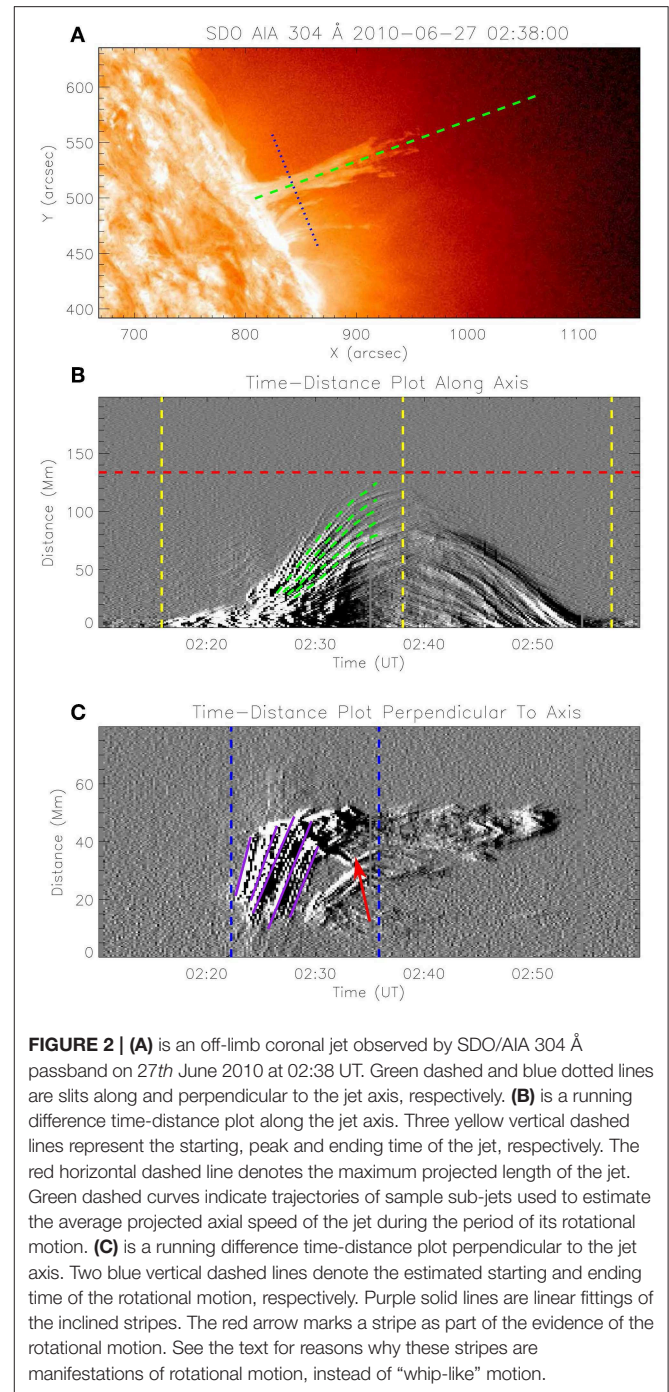 A
SDO AIA 304 Å 2010-06-27 02:38:00
600
550
500
450
400
Y (arcsec)
700 800 900 1000 1100
X (arcsec)
B
Time-Distance Plot Along Axis
150
100
50
0
Distance (Mm)
02:20 02:30 02:40 02:50
Time (UT)
C
Time-Distance Plot Perpendicular To Axis
60
40
20
0
Distance (Mm)
02:20 02:30 02:40 02:50
Time (UT)
FIGURE 2 | (A) is an off-limb coronal jet observed by SDO/AIA 304 Å
passband on 27th June 2010 at 02:38 UT. Green dashed and blue dotted lines
are slits along and perpendicular to the jet axis, respectively. (B) is a running
difference time-distance plot along the jet axis. Three yellow vertical dashed
lines represent the starting, peak and ending time of the jet, respectively. The
red horizontal dashed line denotes the maximum projected length of the jet.
Green dashed curves indicate trajectories of sample sub-jets used to estimate
the average projected axial speed of the jet during the period of its rotational
motion. (C) is a running difference time-distance plot perpendicular to the jet
axis. Two blue vertical dashed lines denote the estimated starting and ending
time of the rotational motion, respectively. Purple solid lines are linear fittings of
the inclined stripes. The red arrow marks a stripe as part of the evidence of the
rotational motion. See the text for reasons why these stripes are
manifestations of rotational motion, instead of “whip-like” motion.